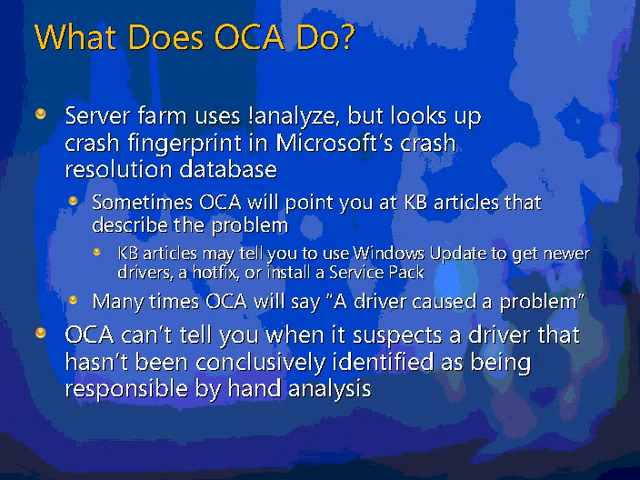 What Does OCA Do?
Server farm uses !analyze, but looks up
crash fingerprint in Microsoft's crash
resolution database
Sometimes OCA will point you at KB articles that
describe the problem
KB articles may tell you to use Windows Update to get newer
drivers, a hotfix, or install a Service Pack
Many times OCA will say "A driver caused a problem"
OCA can't tell you when it suspects a driver that
hasn't been conclusively identified as being
responsible by hand analysis